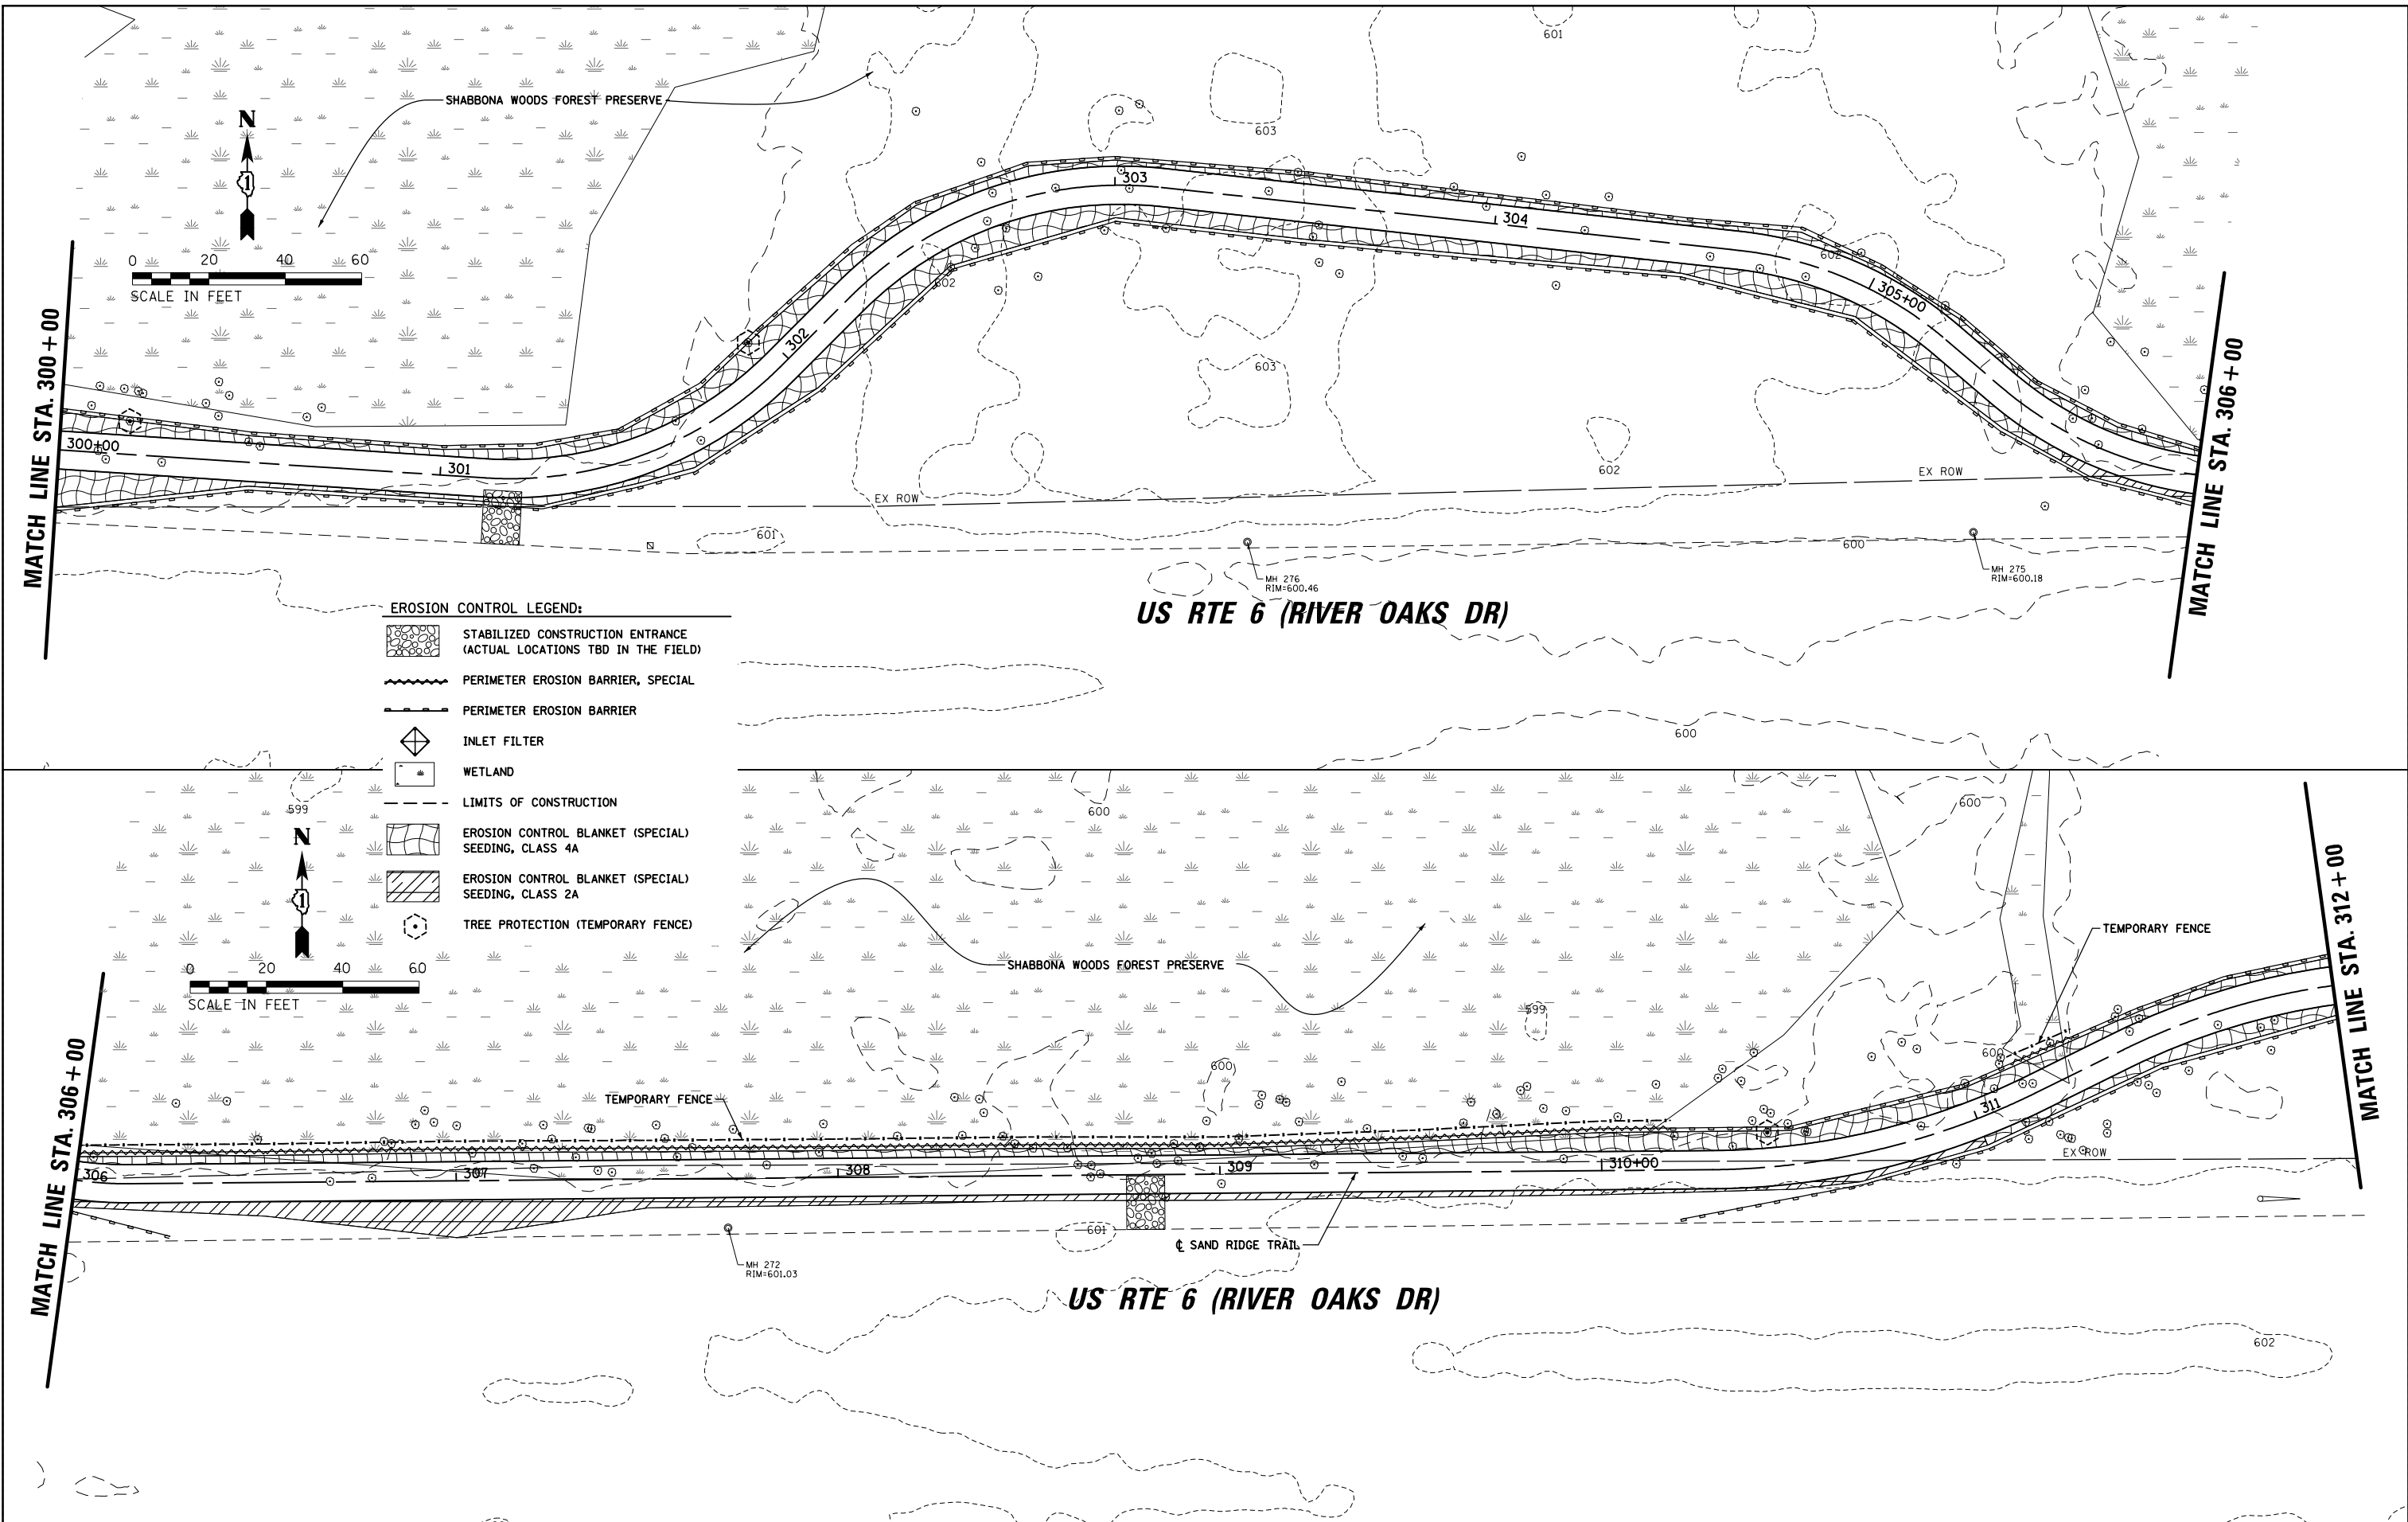 601
SHABBONA WOODS FOREST PRESERVE
N
1
603
303
304
602
0 20 40 60
SCALE IN FEET
602
305+00
MATCH LINE STA. 300+00
302
603
MATCH LINE STA. 306+00
300+00
301
602
EX ROW
EX ROW
601
600
MH 276
RIM=600.46
MH 275
RIM=600.18
US RTE 6 (RIVER OAKS DR)
EROSION CONTROL LEGEND:
STABILIZED CONSTRUCTION ENTRANCE
(ACTUAL LOCATIONS TBD IN THE FIELD)
PERIMETER EROSION BARRIER, SPECIAL
PERIMETER EROSION BARRIER
INLET FILTER
WETLAND
LIMITS OF CONSTRUCTION
EROSION CONTROL BLANKET (SPECIAL)
SEEDING, CLASS 4A
EROSION CONTROL BLANKET (SPECIAL)
SEEDING, CLASS 2A
TREE PROTECTION (TEMPORARY FENCE)
600
599
600
600
N
1
MATCH LINE STA. 312+00
TEMPORARY FENCE
SHABBONA WOODS FOREST PRESERVE
0 20 40 60
SCALE IN FEET
599
MATCH LINE STA. 306+00
600
600
TEMPORARY FENCE
311
306
307
308
309
310+00
EX ROW
601
℄ SAND RIDGE TRAIL
MH 272
RIM=601.03
US RTE 6 (RIVER OAKS DR)
602